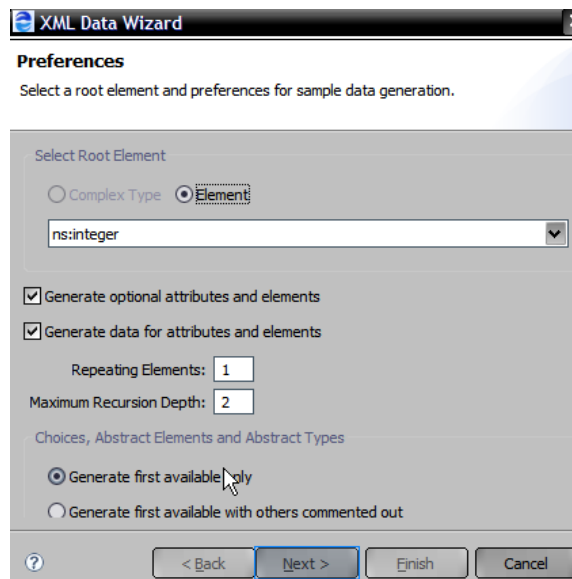 XML Data Wizard
Preferences
Select a root element and preferences for sample data generation.
Select Root Element
Complex Type Element
ns:integer
Generate optional attributes and elements
Generate data for attributes and elements
Repeating Elements: 1
Maximum Recursion Depth: 2
Choices, Abstract Elements and Abstract Types
Generate first available only
Generate first available with others commented out
? < Back Next > Finish Cancel